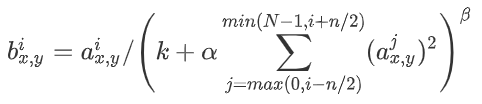 b^i_{x,y} = a^i_{x,y} / \left( k + \alpha \sum_{j=max(0,i-n/2)}^{min(N-1,i+n/2)} (a^j_{x,y})^2 \right)^\beta